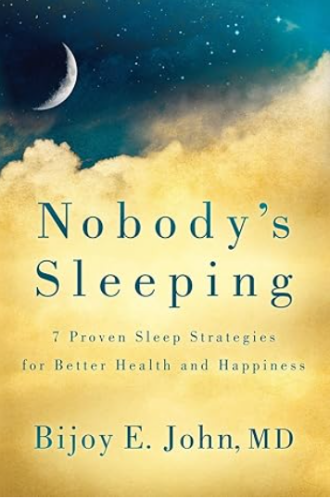 Nobody's
Sleeping
7 Proven Sleep Strategies
for Better Health and Happiness
Bijoy E. John, MD